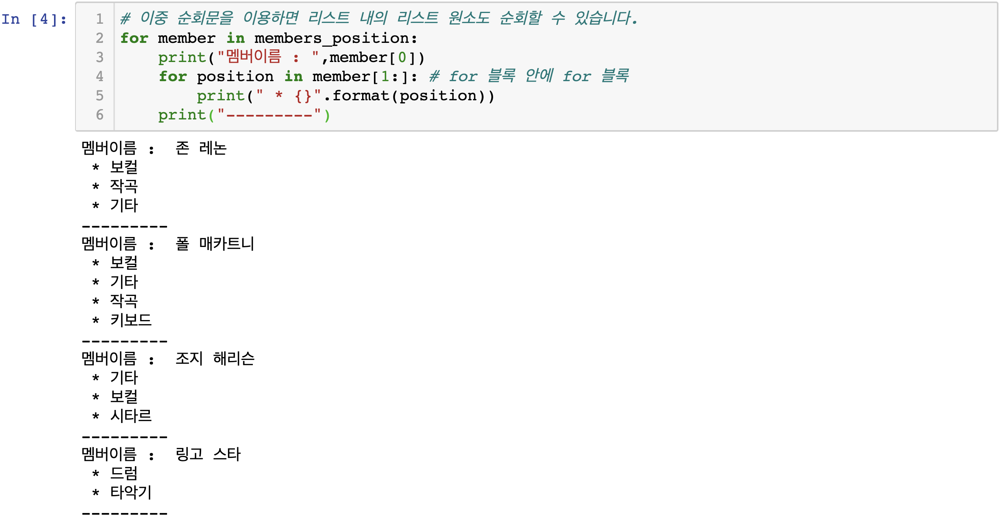 In [4]:
1 # 이중 순회문을 이용하면 리스트 내의 리스트 원소도 순회할 수 있습니다.
2 for member in members_position:
3     print("멤버이름 : ",member[0])
4     for position in member[1:]: # for 블록 안에 for 블록
5         print(" * {}".format(position))
6     print("---------")
멤버이름 :  존 레논
 * 보컬
 * 작곡
 * 기타
---------
멤버이름 :  폴 매카트니
 * 보컬
 * 기타
 * 작곡
 * 키보드
---------
멤버이름 :  조지 해리슨
 * 기타
 * 보컬
 * 시타르
---------
멤버이름 :  링고 스타
 * 드럼
 * 타악기
---------